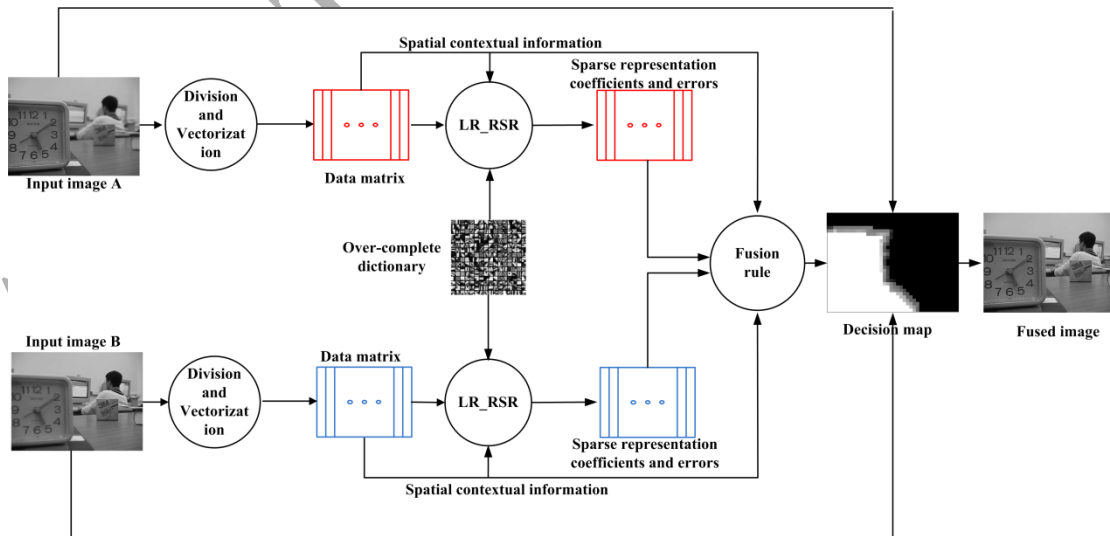 Spatial contextual information
Sparse representation
coefficients and errors
Division
and
Vectorizat
ion
LR_RSR
Input image A
Data matrix
Over-complete
dictionary
Fusion
rule
Input image B
Data matrix
Decision map
Fused image
Division
and
Vectorizat
ion
LR_RSR
Sparse representation
coefficients and errors
Spatial contextual information